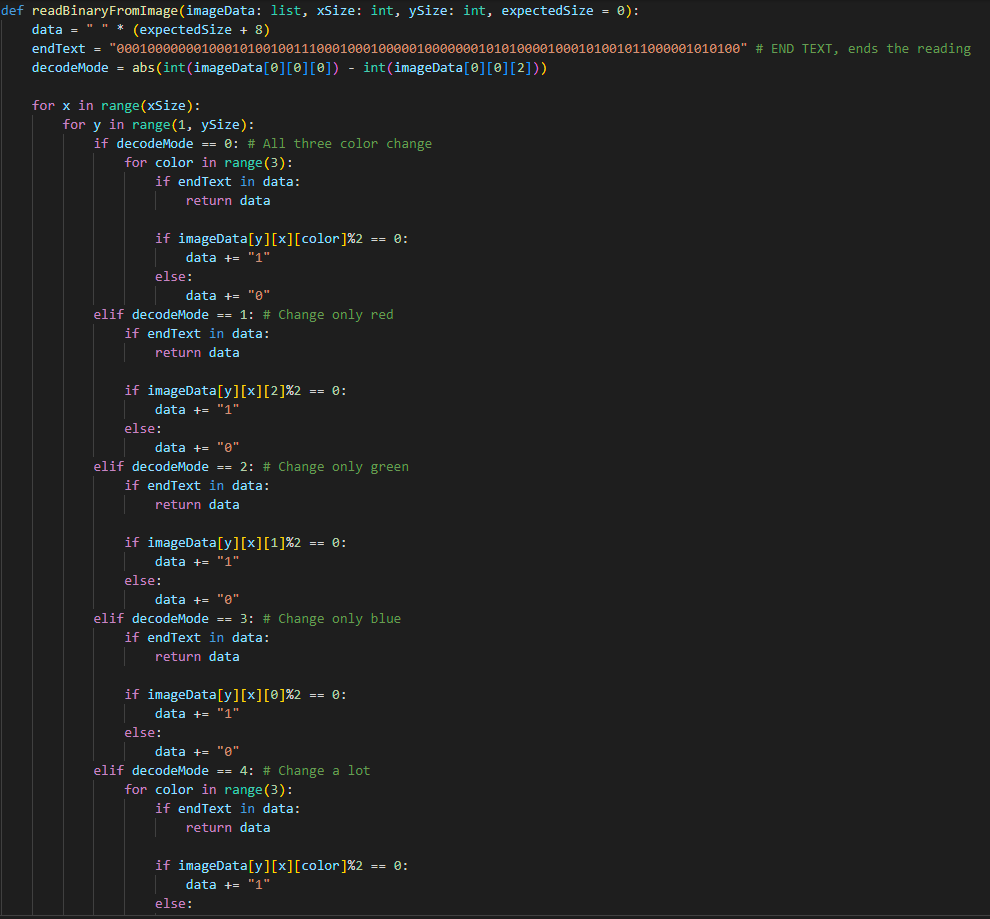 def readBinaryFromImage(imageData: list, xSize: int, ySize: int, expectedSize = 0):
    data = " " * (expectedSize + 8)
    endText = "0001000000010001010010011100010001000001000000010101000010001010010110000010101​00" # END TEXT, ends the reading
    decodeMode = abs(int(imageData[0][0][0]) - int(imageData[0][0][2]))

    for x in range(xSize):
        for y in range(1, ySize):
            if decodeMode == 0: # All three color change
                for color in range(3):
                    if endText in data:
                        return data

                    if imageData[y][x][color]%2 == 0:
                        data += "1"
                    else:
                        data += "0"
            elif decodeMode == 1: # Change only red
                if endText in data:
                    return data

                if imageData[y][x][2]%2 == 0:
                    data += "1"
                else:
                    data += "0"
            elif decodeMode == 2: # Change only green
                if endText in data:
                    return data

                if imageData[y][x][1]%2 == 0:
                    data += "1"
                else:
                    data += "0"
            elif decodeMode == 3: # Change only blue
                if endText in data:
                    return data

                if imageData[y][x][0]%2 == 0:
                    data += "1"
                else:
                    data += "0"
            elif decodeMode == 4: # Change a lot
                for color in range(3):
                    if endText in data:
                        return data

                    if imageData[y][x][color]%2 == 0:
                        data += "1"
                    else: